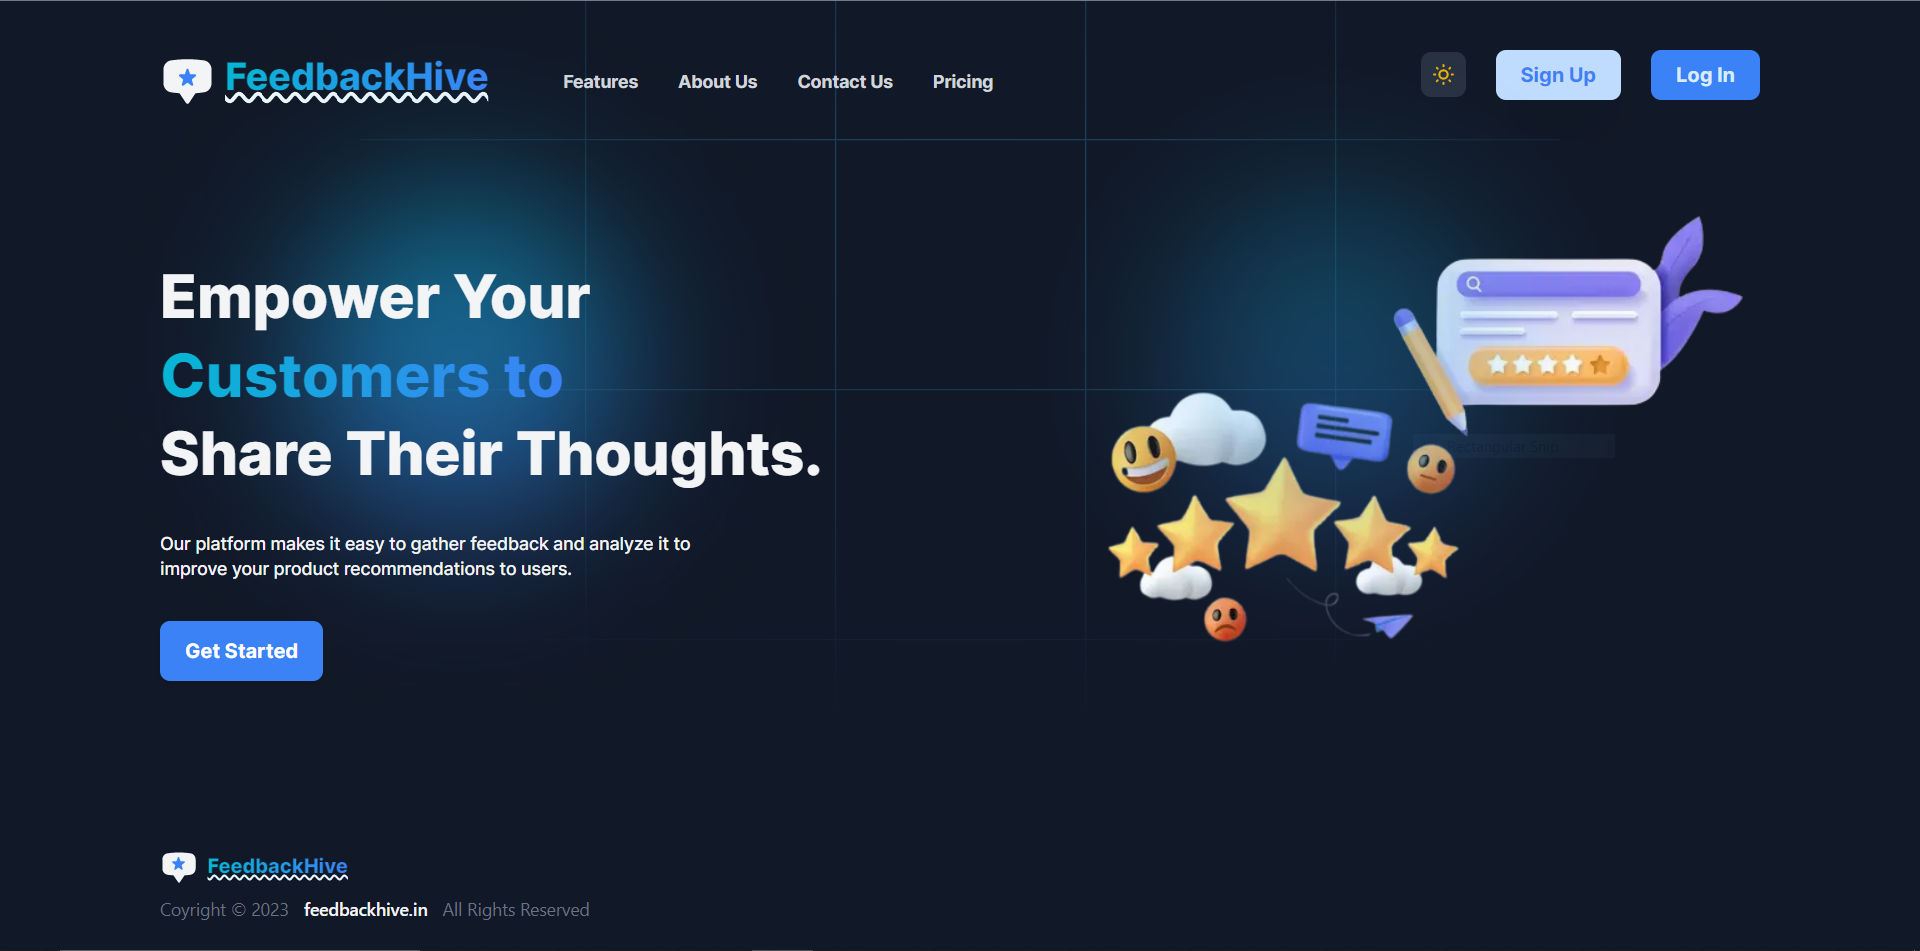 FeedbackHive
Features
About Us
Contact Us
Pricing
Sign Up
Log In
Empower Your
Customers to
Share Their Thoughts.
Our platform makes it easy to gather feedback and analyze it to
improve your product recommendations to users.
Get Started
Rectangular Snip
FeedbackHive
Coyright © 2023 feedbackhive.in All Rights Reserved